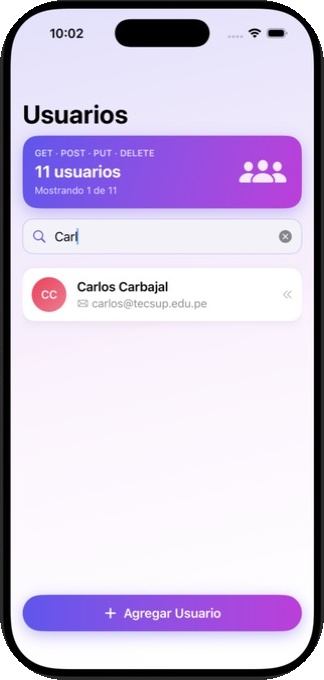 10:02
Usuarios
GET · POST · PUT · DELETE
11 usuarios
Mostrando 1 de 11
Carl
CC
Carlos Carbajal
carlos@tecsup.edu.pe
+ Agregar Usuario